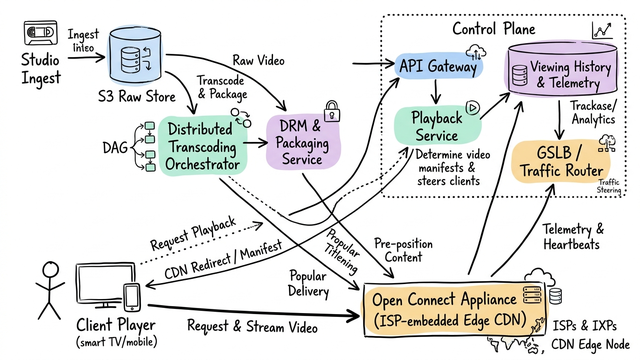 Control Plane
Ingest
Inteo
Studio
Ingest
S3 Raw Store
Raw Video
Transcode
& Package
API Gateway
Viewing History
& Telemetry
Playback
Service
Trackase/
Analytics
DAG
Distributed
Transcoding
Orchestrator
DRM &
Packaging
Service
Determine video
manifests &
steers clients
GSLB /
Traffic Router
Traffic
Steering
Request Playback
CDN Redirect / Manifest
Propular
Titlening
Pre-position
Content
Telemetry &
Heartbeats
Popular
Delivery
Client Player
(smart TV/mobile)
Request & Stream Video
Open Connect Appliance
(ISP-embedded Edge CDN)
ISPs & IXPs
CDN Edge Node